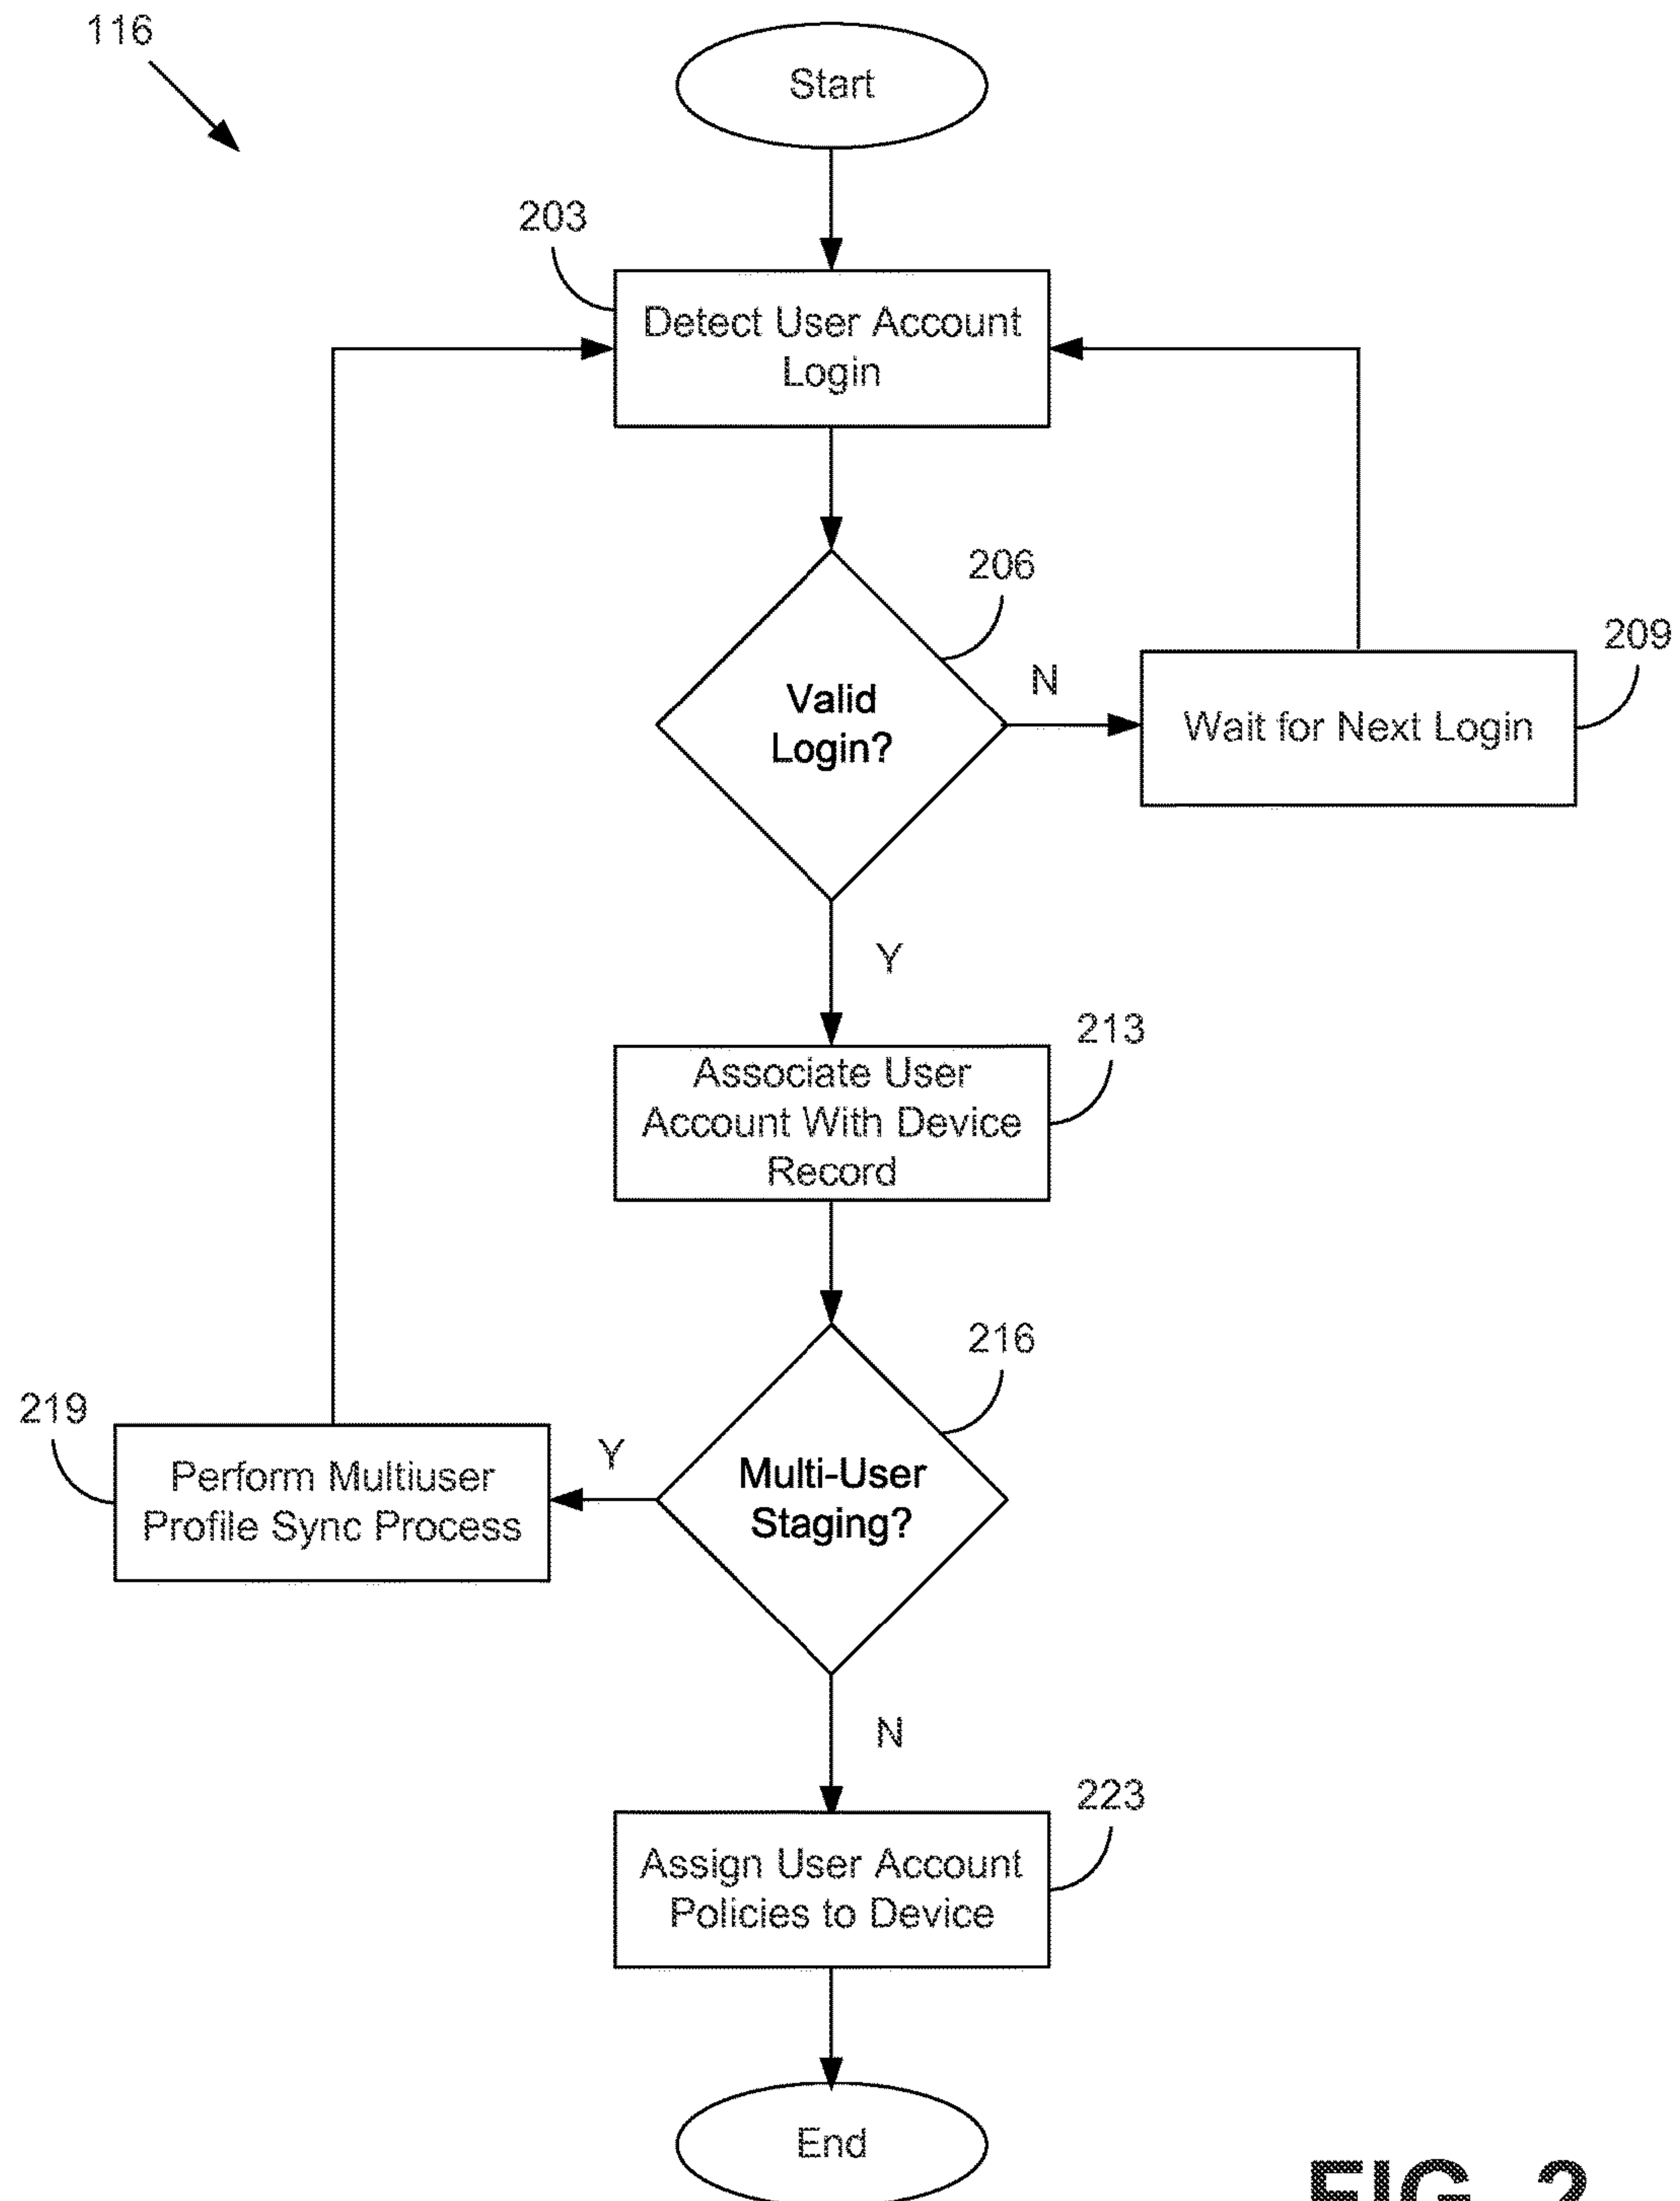 116
Start
203
Detect User Account
Login
206
Valid
Login?
N
209
Wait for Next Login
Y
213
Associate User
Account With Device
Record
216
Multi-User
Staging?
Y
219
Perform Multiuser
Profile Sync Process
N
223
Assign User Account
Policies to Device
End
FIG. 2